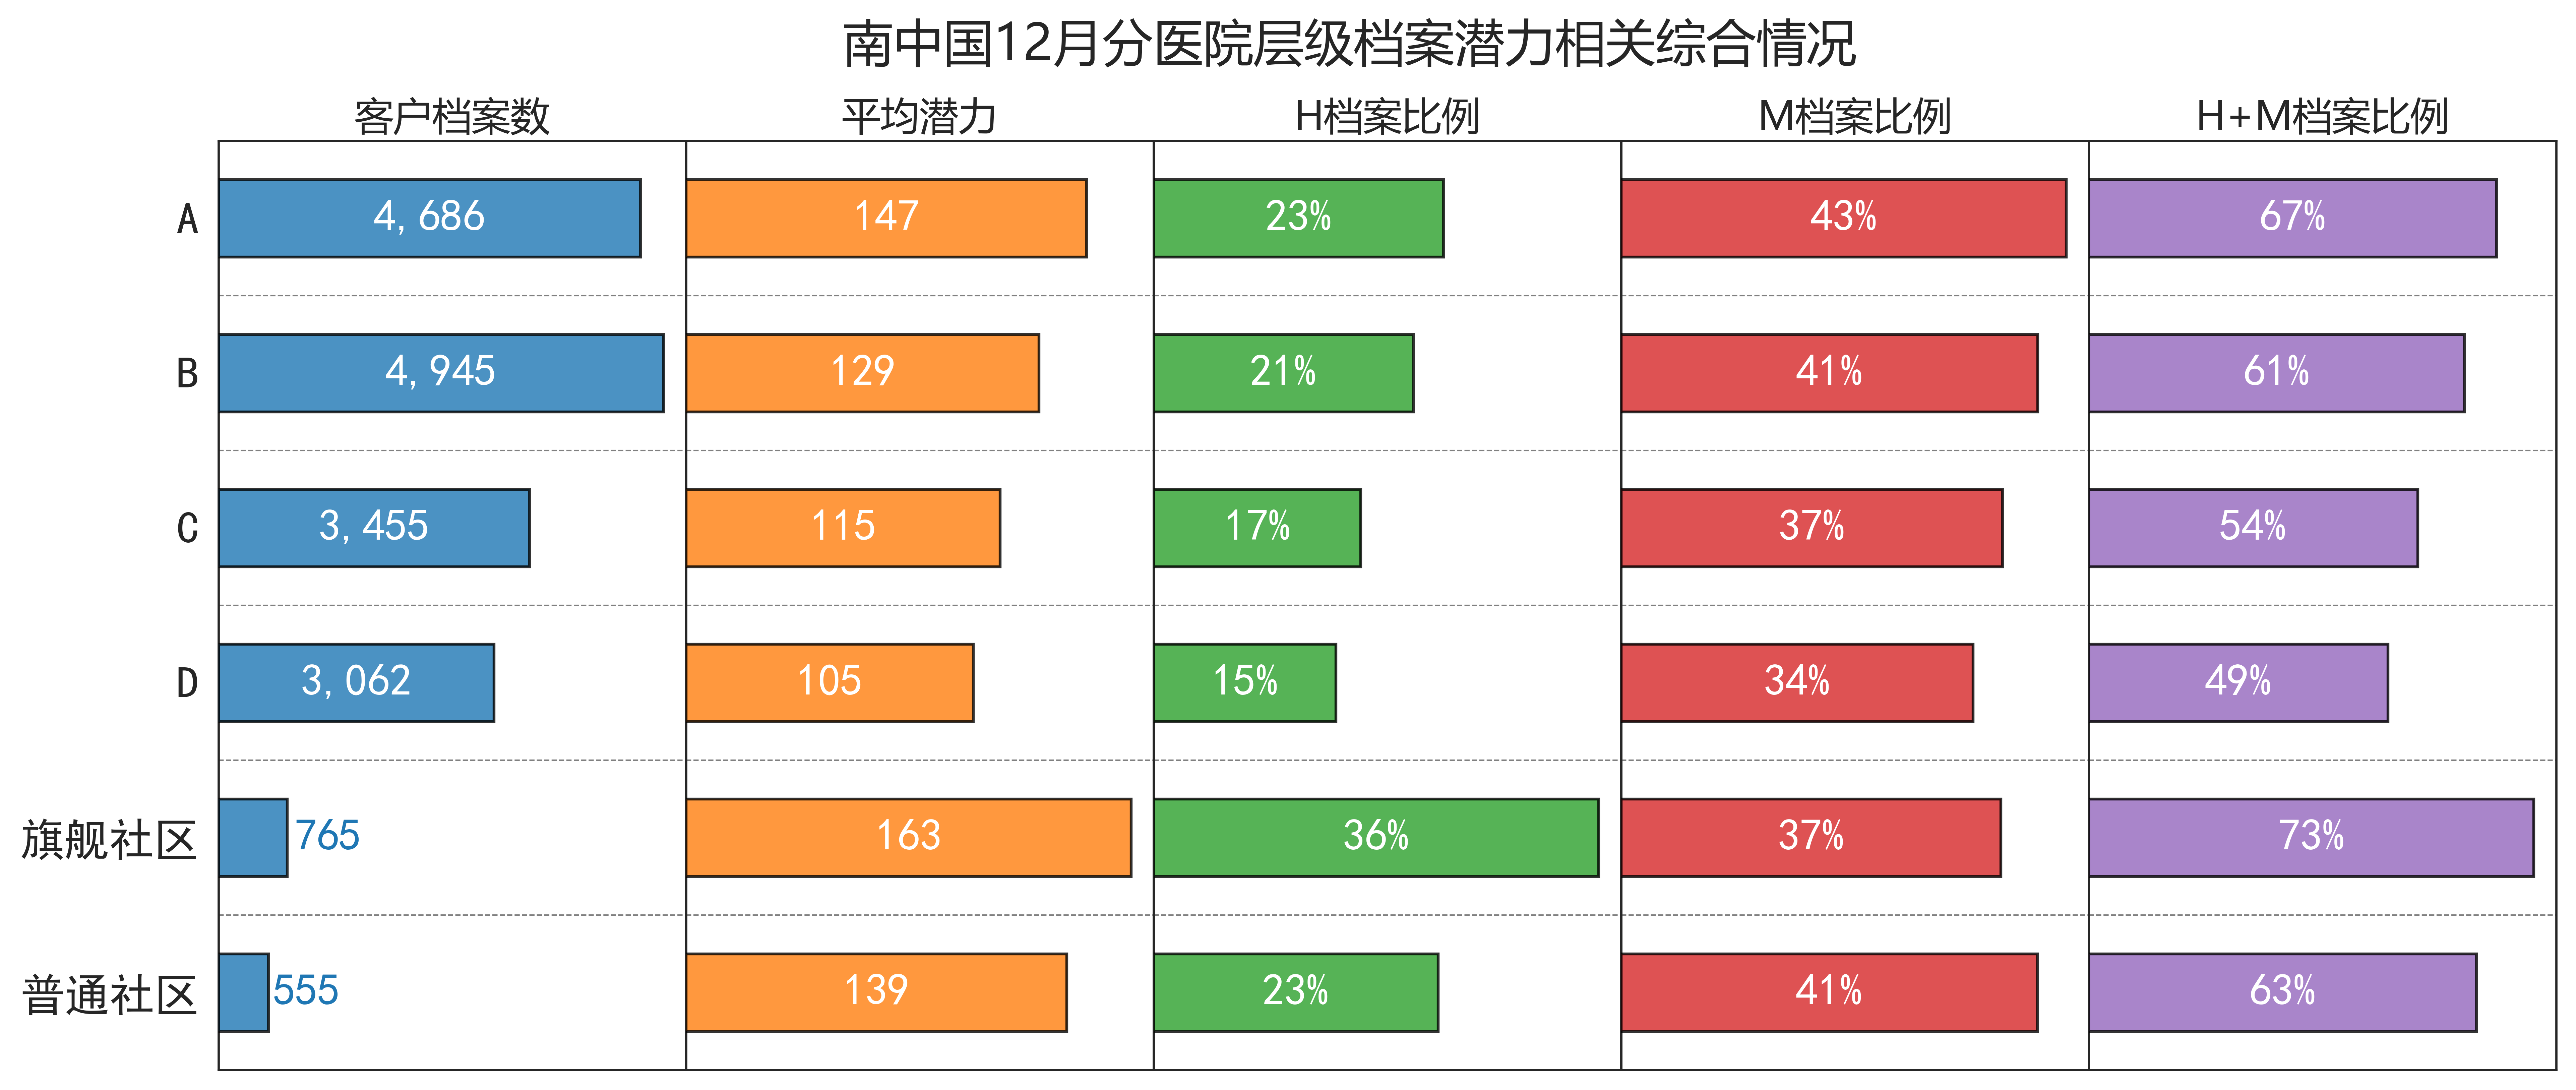 南中国12月分医院层级档案潜力相关综合情况
客户档案数 平均潜力 H档案比例 M档案比例 H+M档案比例
A 4,686 147 23% 43% 67%
B 4,945 129 21% 41% 61%
C 3,455 115 17% 37% 54%
D 3,062 105 15% 34% 49%
旗舰社区 765 163 36% 37% 73%
普通社区 555 139 23% 41% 63%